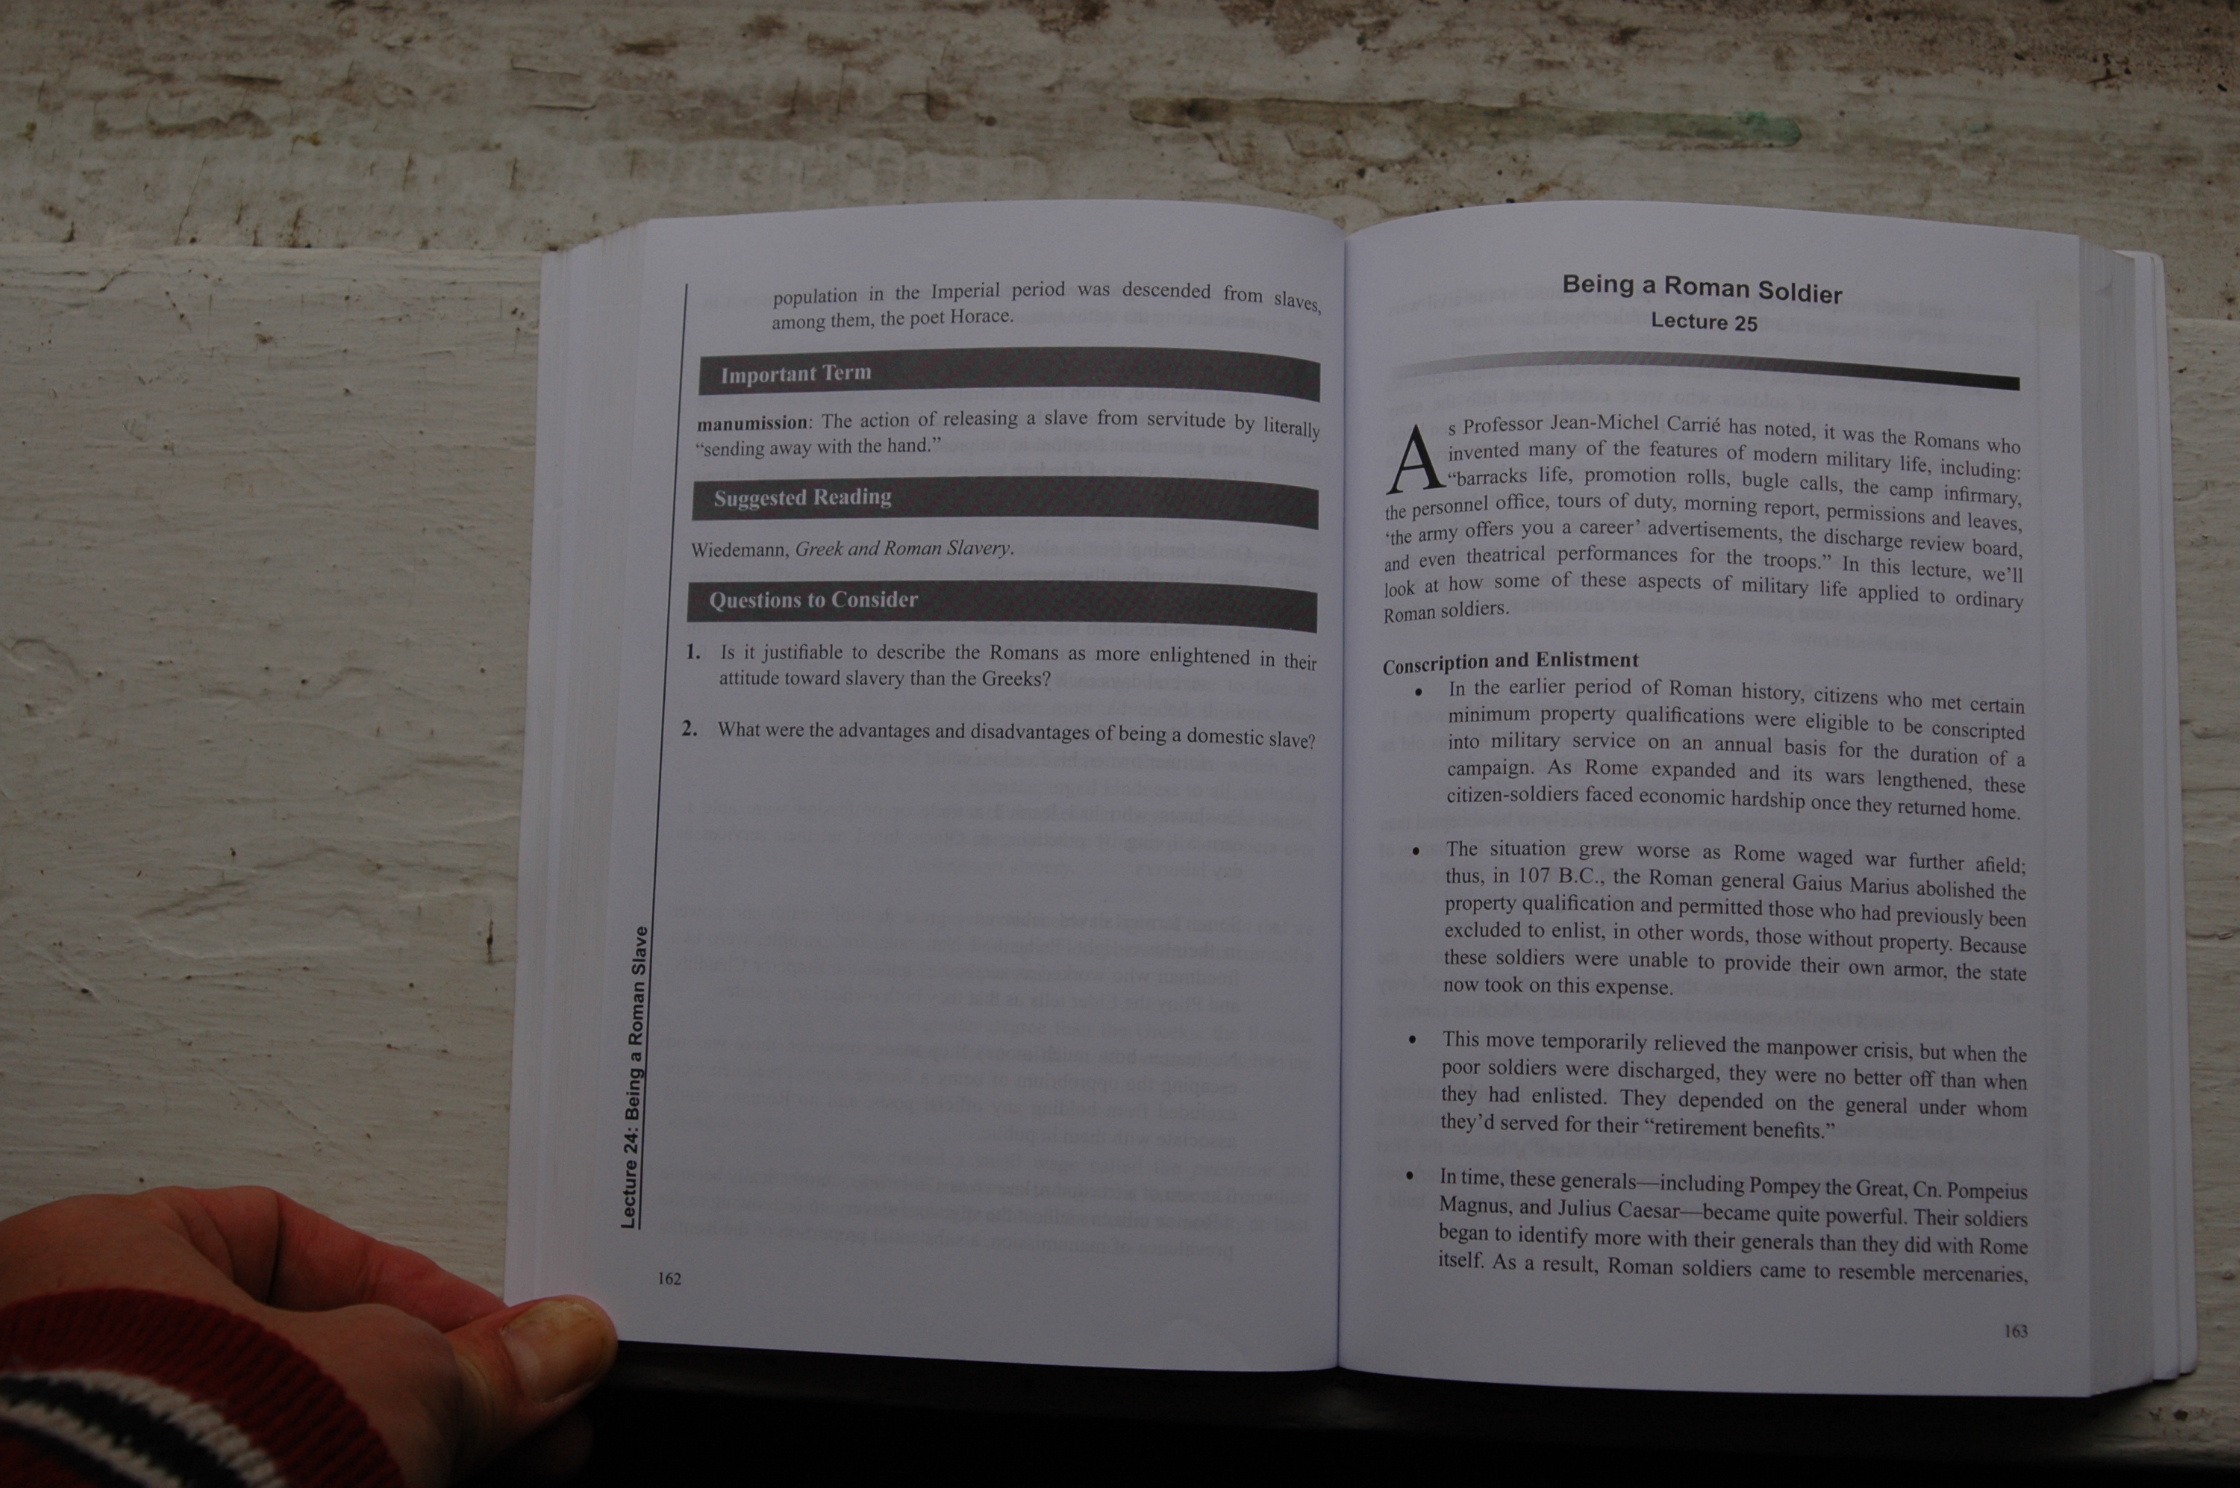 population in the Imperial period was descended from slaves,
among them, the poet Horace.
Important Term
manumission: The action of releasing a slave from servitude by literally
“sending away with the hand.”
Suggested Reading
Wiedemann, Greek and Roman Slavery.
Questions to Consider
1. Is it justifiable to describe the Romans as more enlightened in their
attitude toward slavery than the Greeks?
2. What were the advantages and disadvantages of being a domestic slave?
Lecture 24: Being a Roman Slave
162
Being a Roman Soldier
Lecture 25
As Professor Jean-Michel Carrié has noted, it was the Romans who
invented many of the features of modern military life, including:
“barracks life, promotion rolls, bugle calls, the camp infirmary,
the personnel office, tours of duty, morning report, permissions and leaves,
‘the army offers you a career’ advertisements, the discharge review board,
and even theatrical performances for the troops.” In this lecture, we’ll
look at how some of these aspects of military life applied to ordinary
Roman soldiers.
Conscription and Enlistment
• In the earlier period of Roman history, citizens who met certain
minimum property qualifications were eligible to be conscripted
into military service on an annual basis for the duration of a
campaign. As Rome expanded and its wars lengthened, these
citizen-soldiers faced economic hardship once they returned home.
• The situation grew worse as Rome waged war further afield;
thus, in 107 B.C., the Roman general Gaius Marius abolished the
property qualification and permitted those who had previously been
excluded to enlist, in other words, those without property. Because
these soldiers were unable to provide their own armor, the state
now took on this expense.
• This move temporarily relieved the manpower crisis, but when the
poor soldiers were discharged, they were no better off than when
they had enlisted. They depended on the general under whom
they’d served for their “retirement benefits.”
• In time, these generals—including Pompey the Great, Cn. Pompeius
Magnus, and Julius Caesar—became quite powerful. Their soldiers
began to identify more with their generals than they did with Rome
itself. As a result, Roman soldiers came to resemble mercenaries,
163